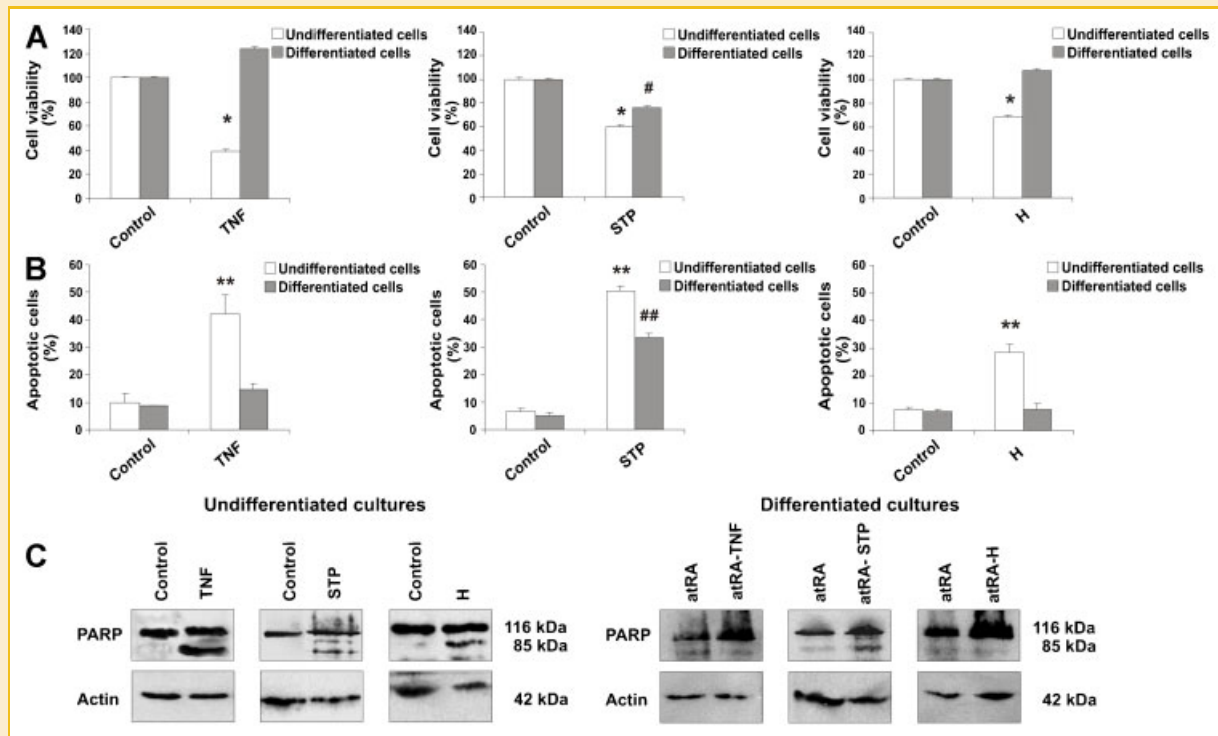 A
Cell viability
(%)
140
120
100
80
60
40
20
0
Undifferentiated cells
Differentiated cells
*
Control
TNF
Cell viability
(%)
140
120
100
80
60
40
20
0
Undifferentiated cells
Differentiated cells
*
#
Control
STP
Cell viability
(%)
140
120
100
80
60
40
20
0
Undifferentiated cells
Differentiated cells
*
Control
H
B
Apoptotic cells
(%)
60
50
40
30
20
10
0
Undifferentiated cells
Differentiated cells
**
Control
TNF
Apoptotic cells
(%)
60
50
40
30
20
10
0
Undifferentiated cells
Differentiated cells
**
##
Control
STP
Apoptotic cells
(%)
60
50
40
30
20
10
0
Undifferentiated cells
Differentiated cells
**
Control
H
Undifferentiated cultures
Differentiated cultures
C
Control TNF Control STP Control H
PARP
116 kDa
85 kDa
Actin
42 kDa
atRA atRA-TNF atRA atRA- STP atRA atRA-H
PARP
116 kDa
85 kDa
Actin
42 kDa